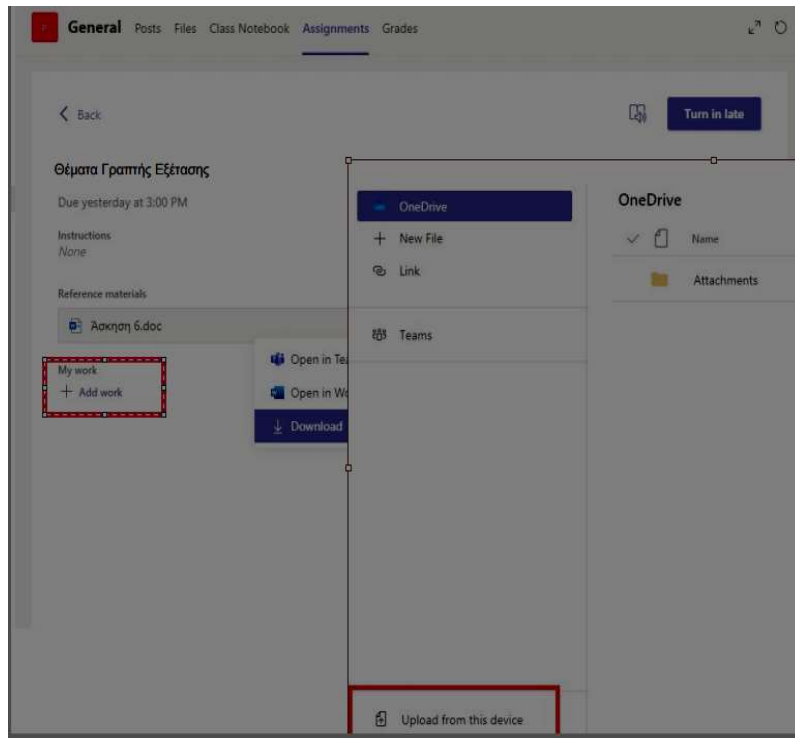 General Posts Files Class Notebook Assignments Grades
Back
Turn in late
Θέματα Γραπτής Εξέτασης
Due yesterday at 3:00 PM
Instructions
None
Reference materials
Άσκηση 6.doc
My work
+ Add work
Open in Te
Open in Wo
Download
OneDrive
+ New File
Link
Teams
Upload from this device
OneDrive
Name
Attachments